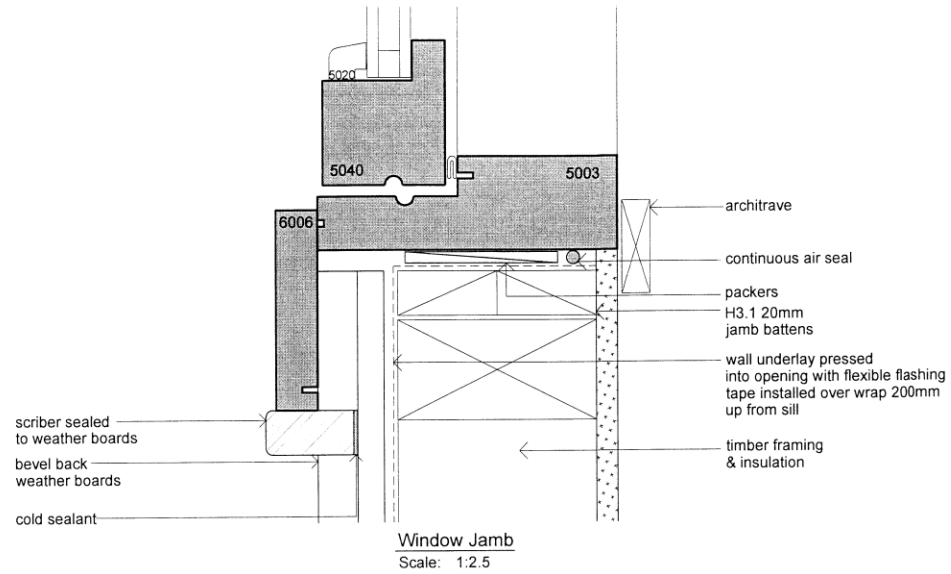 5020
5040
5003
6006
architrave
continuous air seal
packers
H3.1 20mm
jamb battens
wall underlay pressed
into opening with flexible flashing
tape installed over wrap 200mm
up from sill
timber framing
& insulation
scriber sealed
to weather boards
bevel back
weather boards
cold sealant
Window Jamb
Scale: 1:2.5